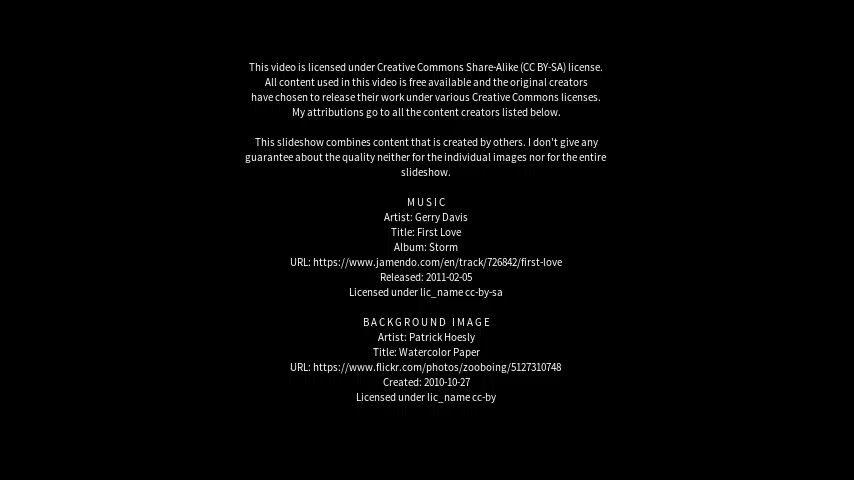 This video is licensed under Creative Commons Share-Alike (CC BY-SA) license.
All content used in this video is free available and the original creators
have chosen to release their work under various Creative Commons licenses.
My attributions go to all the content creators listed below.
This slideshow combines content that is created by others. I don't give any
guarantee about the quality neither for the individual images nor for the entire
slideshow.
MUSIC
Artist: Gerry Davis
Title: First Love
Album: Storm
URL: https://www.jamendo.com/en/track/726842/first-love
Released: 2011-02-05
Licensed under lic_name cc-by-sa
BACKGROUND IMAGE
Artist: Patrick Hoesly
Title: Watercolor Paper
URL: https://www.flickr.com/photos/zooboing/5127310748
Created: 2010-10-27
Licensed under lic_name cc-by